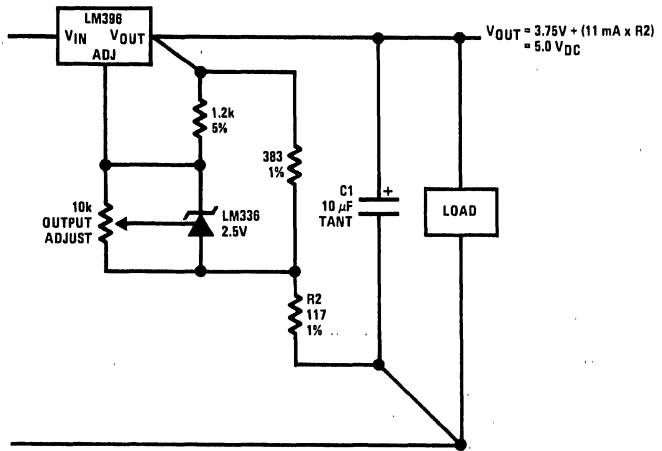 LM396
VIN VOUT
ADJ
VOUT = 3.75V + (11 mA x R2)
= 5.0 VDC
1.2k
5%
383
1%
C1
10 µF
TANT
+
LOAD
10k
OUTPUT
ADJUST
LM336
2.5V
R2
117
1%